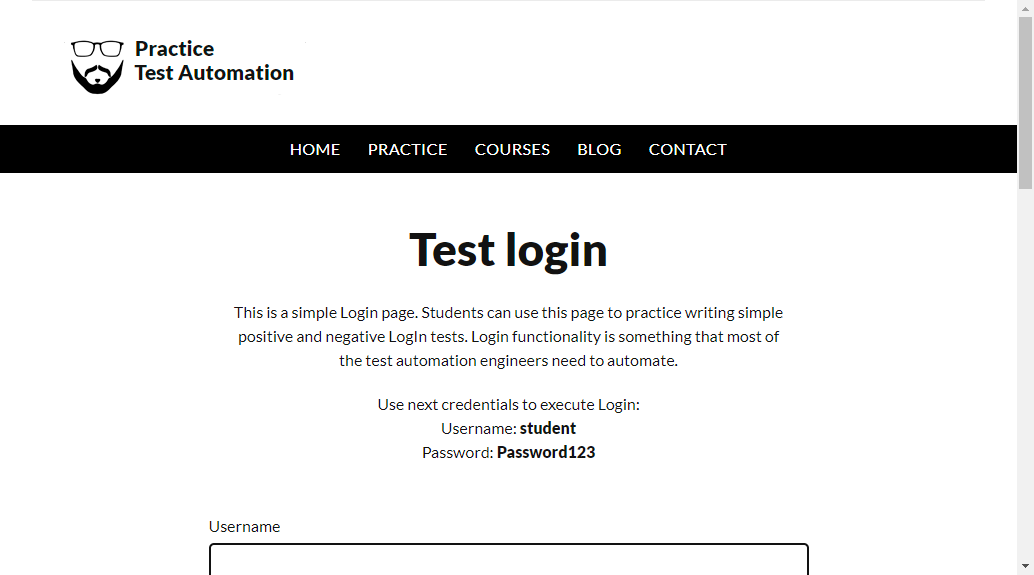 Practice
Test Automation
HOME PRACTICE COURSES BLOG CONTACT
Test login
This is a simple Login page. Students can use this page to practice writing simple
positive and negative LogIn tests. Login functionality is something that most of
the test automation engineers need to automate.
Use next credentials to execute Login:
Username: student
Password: Password123
Username